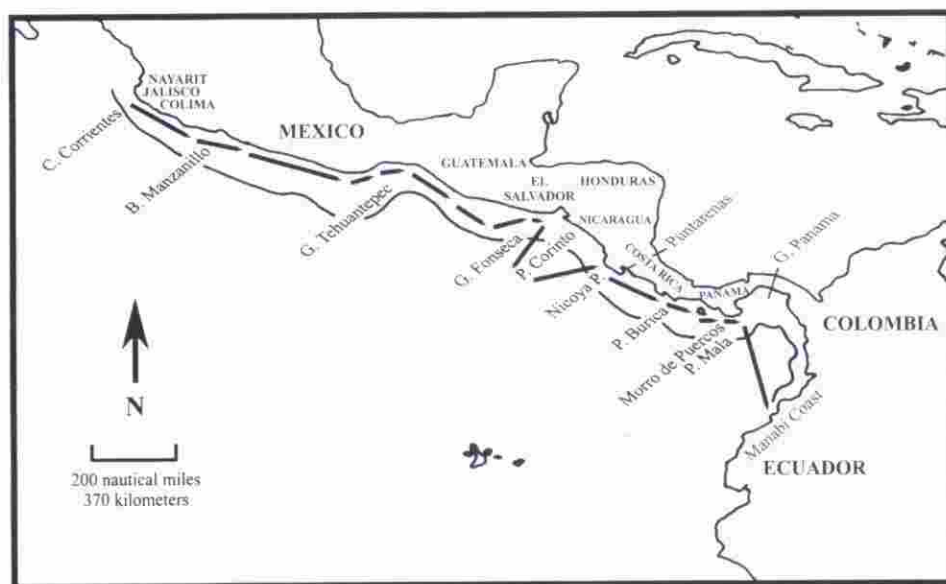 NAYARIT
JALISCO
COLIMA
C. Corrientes
MEXICO
B. Manzanillo
GUATEMALA
G. Tehuantepec
EL
SALVADOR
HONDURAS
NICARAGUA
G. Fonseca
P. Corinto
Puntarenas
COSTA RICA
Nicoya P.
G. Panama
PANAMA
P. Burica
COLOMBIA
Morro de Puercos
P. Mala
Manabi Coast
ECUADOR
N
200 nautical miles
370 kilometers